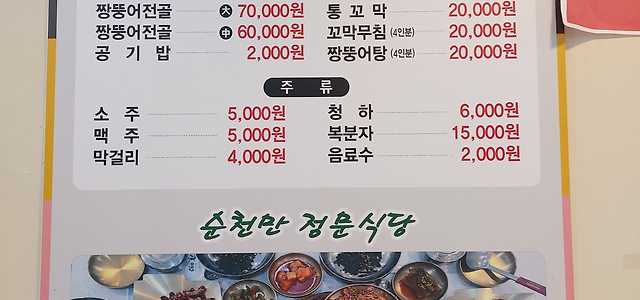 짱뚱어전골 大 70,000원
짱뚱어전골 中 60,000원
공기밥 2,000원
통꼬막 20,000원
꼬막무침(4인분) 20,000원
짱뚱어탕(4인분) 20,000원
주류
소주 5,000원
맥주 5,000원
막걸리 4,000원
청하 6,000원
복분자 15,000원
음료수 2,000원
순천만 정문식당